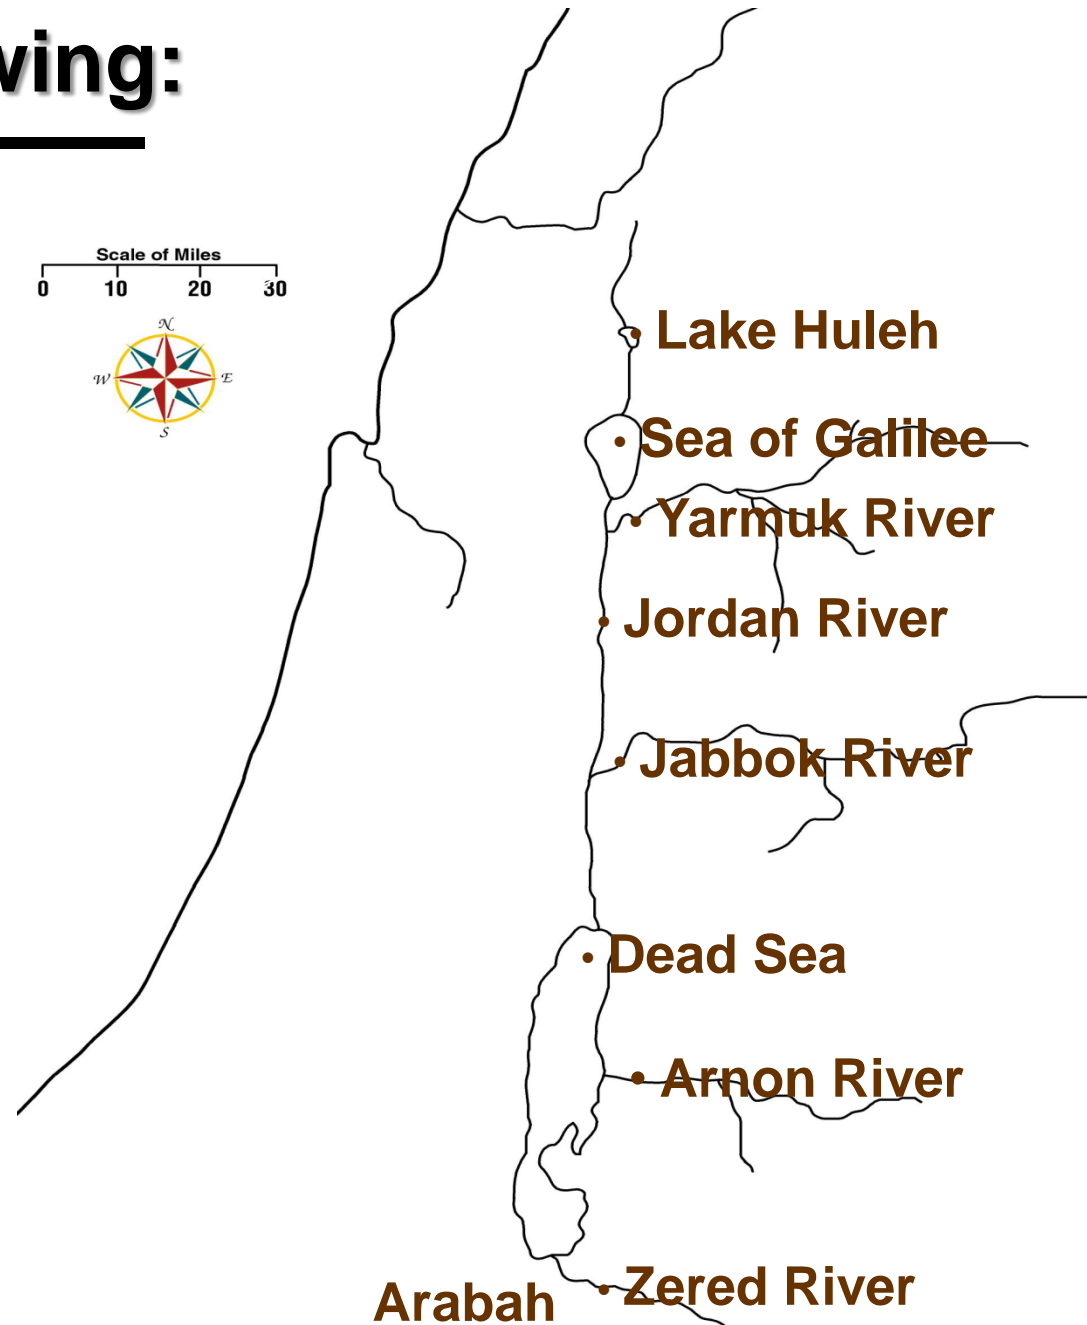 wing:
Scale of Miles
0 10 20 30
N
W E
S
Lake Huleh
Sea of Galilee
Yarmuk River
Jordan River
Jabbok River
Dead Sea
Arnon River
Zered River
Arabah